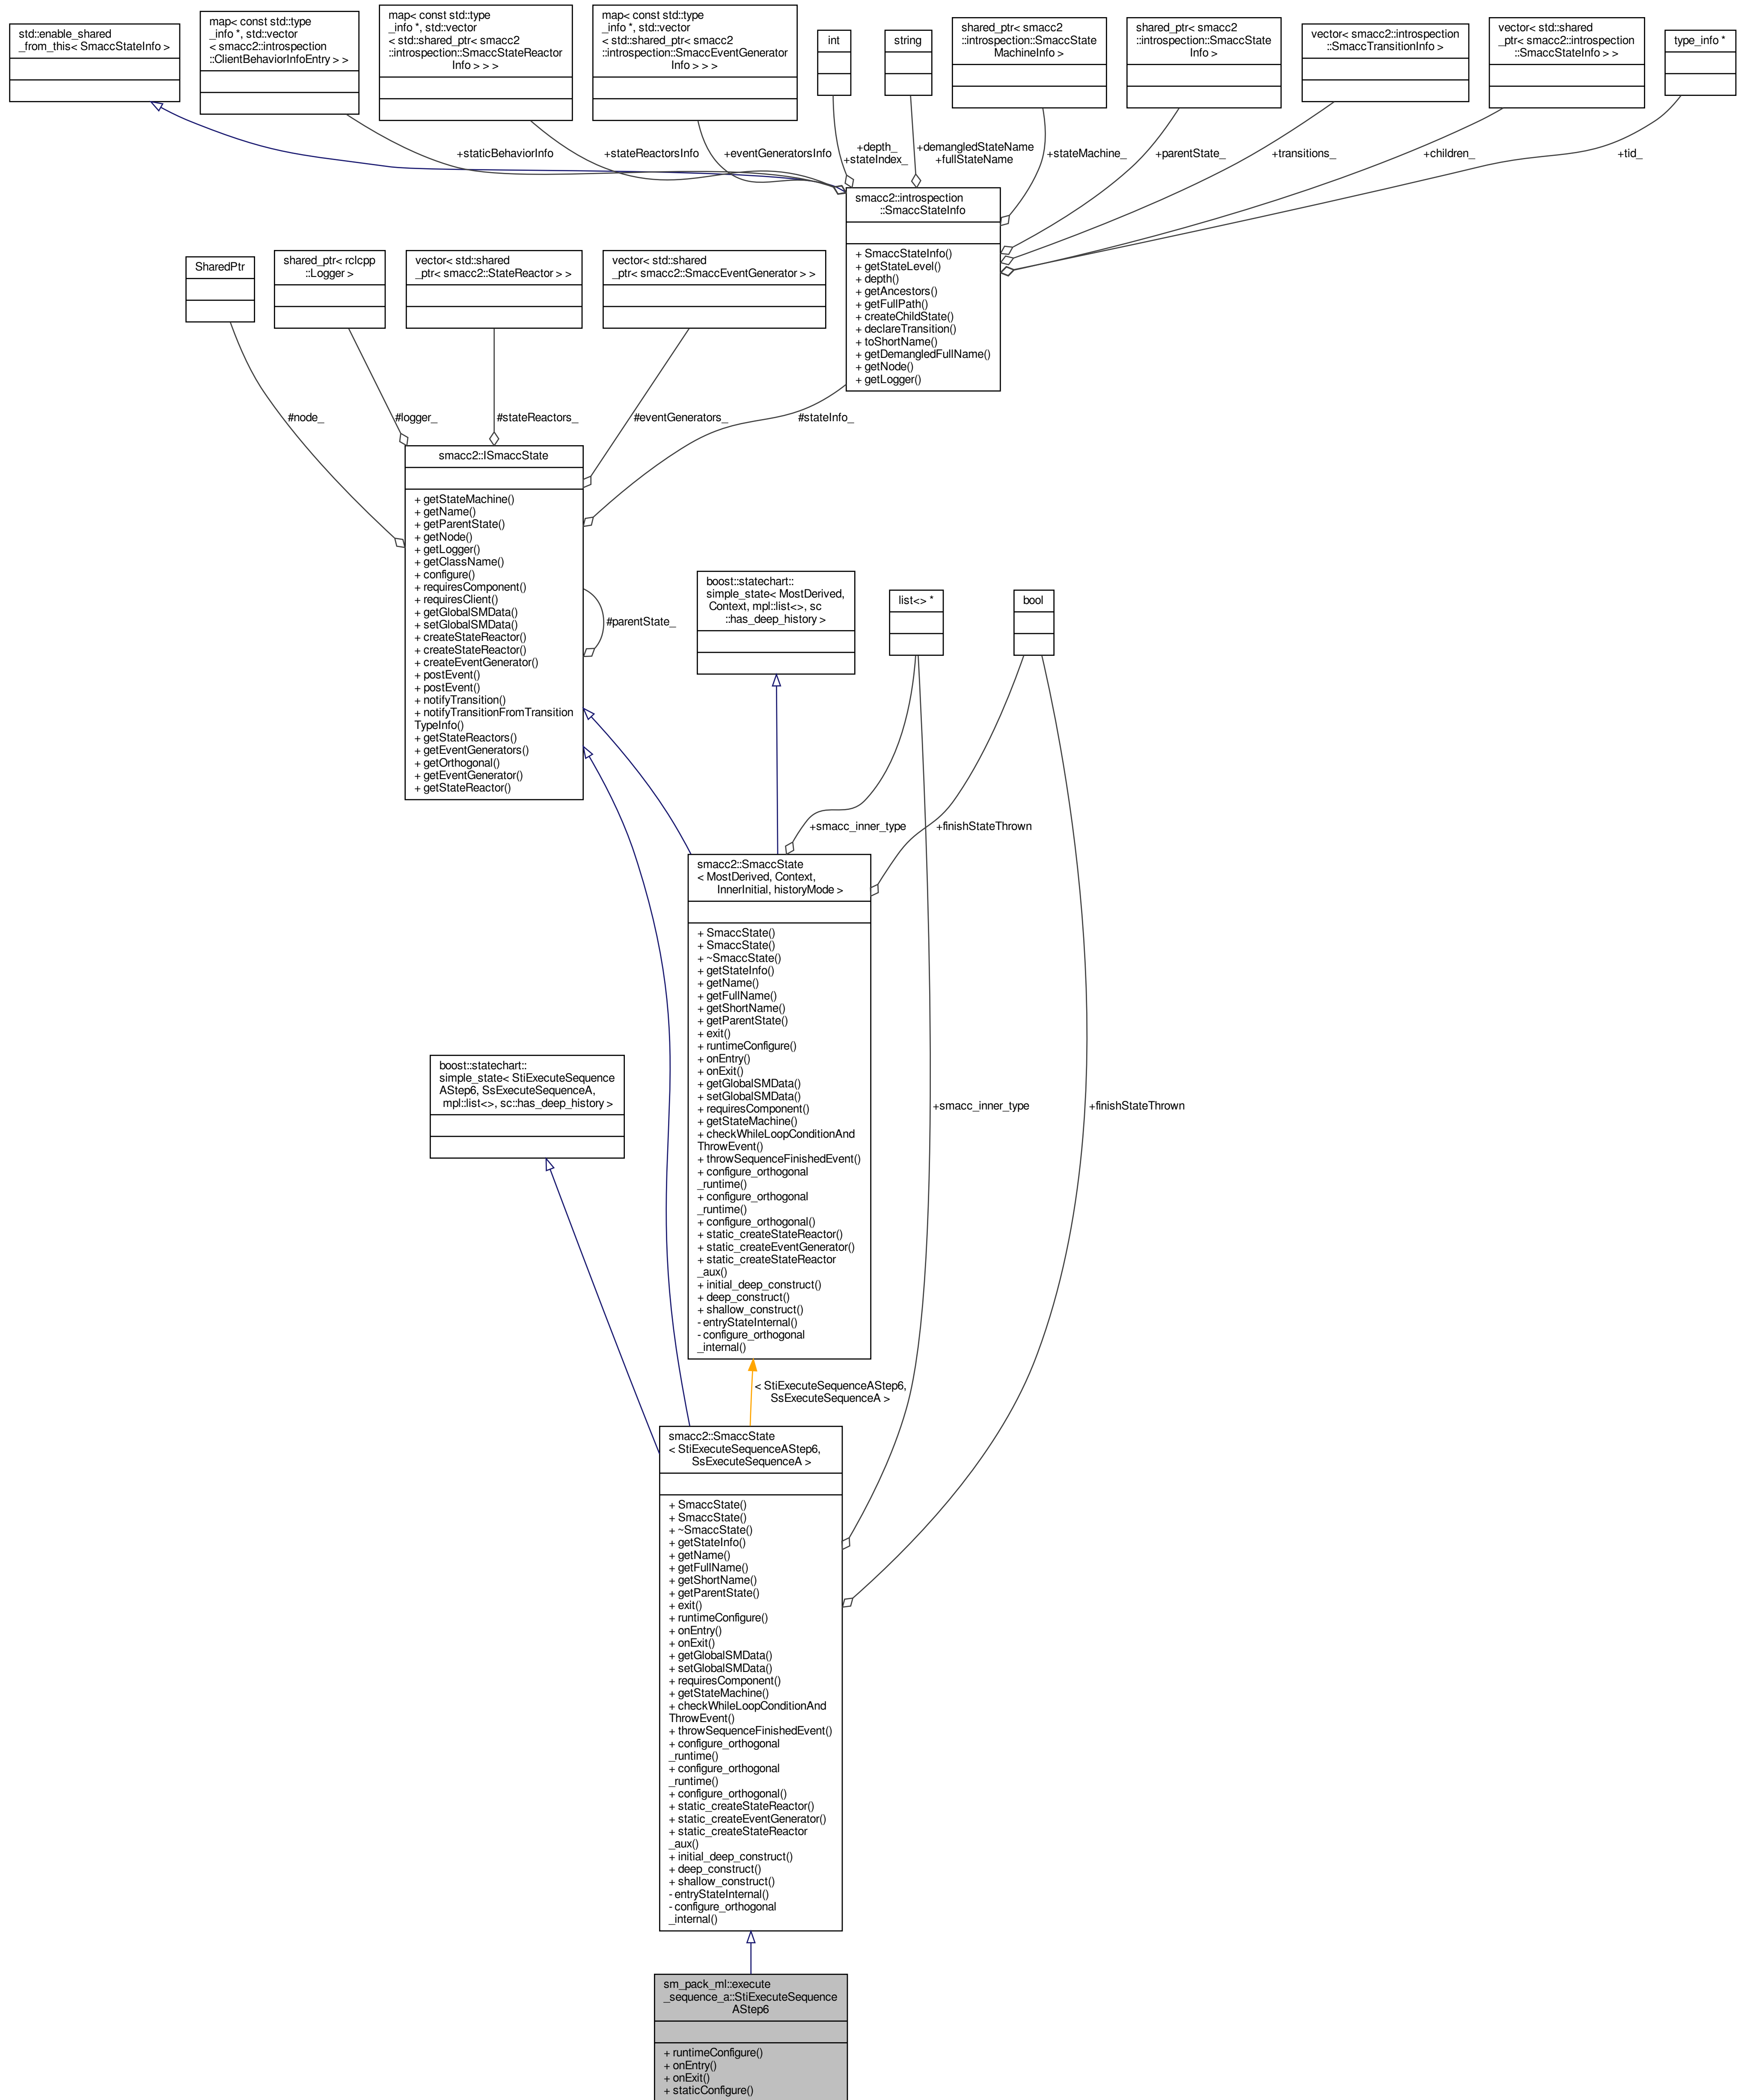 std::enable_shared
_from_this< SmaccStateInfo >
map< const std::type
_info *, std::vector
< smacc2::introspection
::ClientBehaviorInfoEntry > >
map< const std::type
_info *, std::vector
< std::shared_ptr< smacc2
::introspection::SmaccStateReactor
Info > > >
map< const std::type
_info *, std::vector
< std::shared_ptr< smacc2
::introspection::SmaccEventGenerator
Info > > >
int
string
shared_ptr< smacc2
::introspection::SmaccState
MachineInfo >
shared_ptr< smacc2
::introspection::SmaccState
Info >
vector< smacc2::introspection
::SmaccTransitionInfo >
vector< std::shared
_ptr< smacc2::introspection
::SmaccStateInfo > >
type_info *
+staticBehaviorInfo
+stateReactorsInfo
+eventGeneratorsInfo
+depth_
+stateIndex_
+demangledStateName
+fullStateName
+stateMachine_
+parentState_
+transitions_
+children_
+tid_
smacc2::introspection
::SmaccStateInfo
+ SmaccStateInfo()
+ getStateLevel()
+ depth()
+ getAncestors()
+ getFullPath()
+ createChildState()
+ declareTransition()
+ toShortName()
+ getDemangledFullName()
+ getNode()
+ getLogger()
SharedPtr
shared_ptr< rclcpp
::Logger >
vector< std::shared
_ptr< smacc2::StateReactor > >
vector< std::shared
_ptr< smacc2::SmaccEventGenerator > >
#node_
#logger_
#stateReactors_
#eventGenerators_
#stateInfo_
smacc2::ISmaccState
+ getStateMachine()
+ getName()
+ getParentState()
+ getNode()
+ getLogger()
+ getClassName()
+ configure()
+ requiresComponent()
+ requiresClient()
+ getGlobalSMData()
+ setGlobalSMData()
+ createStateReactor()
+ createStateReactor()
+ createEventGenerator()
+ postEvent()
+ postEvent()
+ notifyTransition()
+ notifyTransitionFromTransition
TypeInfo()
+ getStateReactors()
+ getEventGenerators()
+ getOrthogonal()
+ getEventGenerator()
+ getStateReactor()
#parentState_
boost::statechart::
simple_state< MostDerived,
Context, mpl::list<>, sc
::has_deep_history >
list<> *
bool
+smacc_inner_type
+finishStateThrown
smacc2::SmaccState
< MostDerived, Context,
InnerInitial, historyMode >
+ SmaccState()
+ SmaccState()
+ ~SmaccState()
+ getStateInfo()
+ getName()
+ getFullName()
+ getShortName()
+ getParentState()
+ exit()
+ runtimeConfigure()
+ onEntry()
+ onExit()
+ getGlobalSMData()
+ setGlobalSMData()
+ requiresComponent()
+ getStateMachine()
+ checkWhileLoopConditionAnd
ThrowEvent()
+ throwSequenceFinishedEvent()
+ configure_orthogonal
_runtime()
+ configure_orthogonal
_runtime()
+ configure_orthogonal()
+ static_createStateReactor()
+ static_createEventGenerator()
+ static_createStateReactor
_aux()
+ initial_deep_construct()
+ deep_construct()
+ shallow_construct()
- entryStateInternal()
- configure_orthogonal
_internal()
boost::statechart::
simple_state< StiExecuteSequence
AStep6, SsExecuteSequenceA,
mpl::list<>, sc::has_deep_history >
+smacc_inner_type
+finishStateThrown
< StiExecuteSequenceAStep6,
SsExecuteSequenceA >
smacc2::SmaccState
< StiExecuteSequenceAStep6,
SsExecuteSequenceA >
+ SmaccState()
+ SmaccState()
+ ~SmaccState()
+ getStateInfo()
+ getName()
+ getFullName()
+ getShortName()
+ getParentState()
+ exit()
+ runtimeConfigure()
+ onEntry()
+ onExit()
+ getGlobalSMData()
+ setGlobalSMData()
+ requiresComponent()
+ getStateMachine()
+ checkWhileLoopConditionAnd
ThrowEvent()
+ throwSequenceFinishedEvent()
+ configure_orthogonal
_runtime()
+ configure_orthogonal
_runtime()
+ configure_orthogonal()
+ static_createStateReactor()
+ static_createEventGenerator()
+ static_createStateReactor
_aux()
+ initial_deep_construct()
+ deep_construct()
+ shallow_construct()
- entryStateInternal()
- configure_orthogonal
_internal()
sm_pack_ml::execute
_sequence_a::StiExecuteSequence
AStep6
+ runtimeConfigure()
+ onEntry()
+ onExit()
+ staticConfigure()